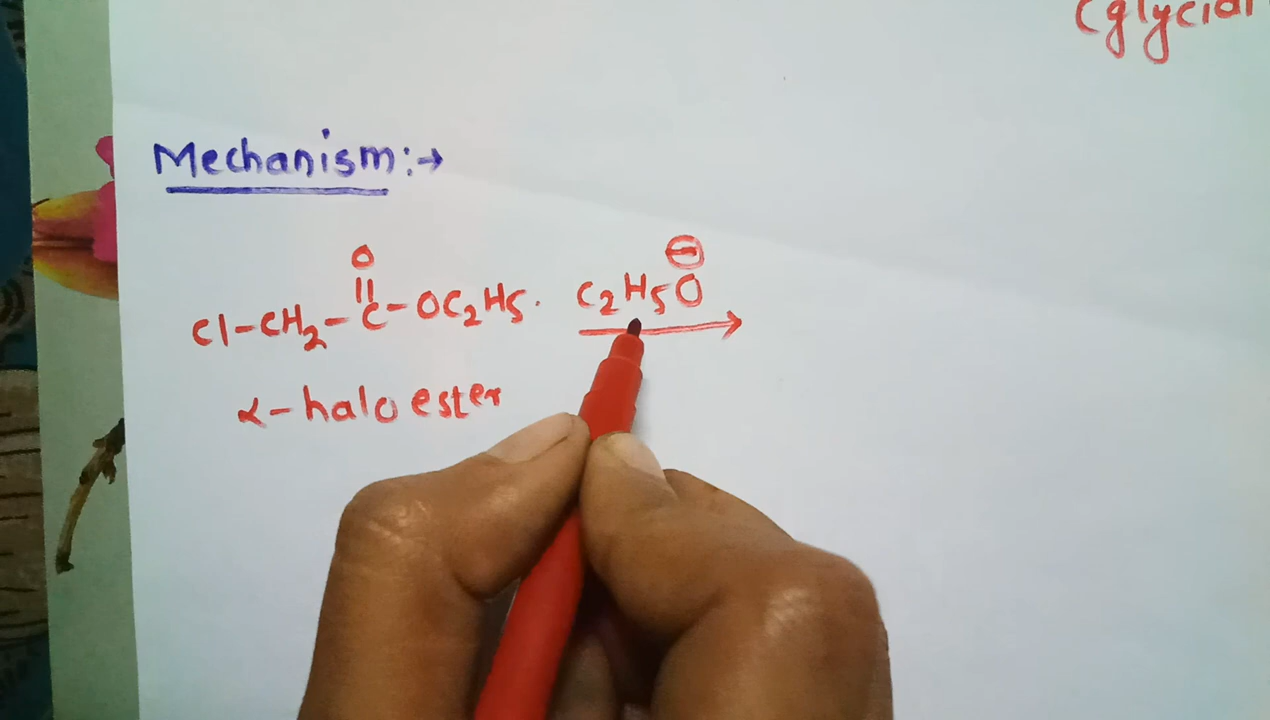 (glycid
Mechanism:→
O
||
Cl-CH₂-C-OC₂H₅. C₂H₅O⊖
α-halo ester